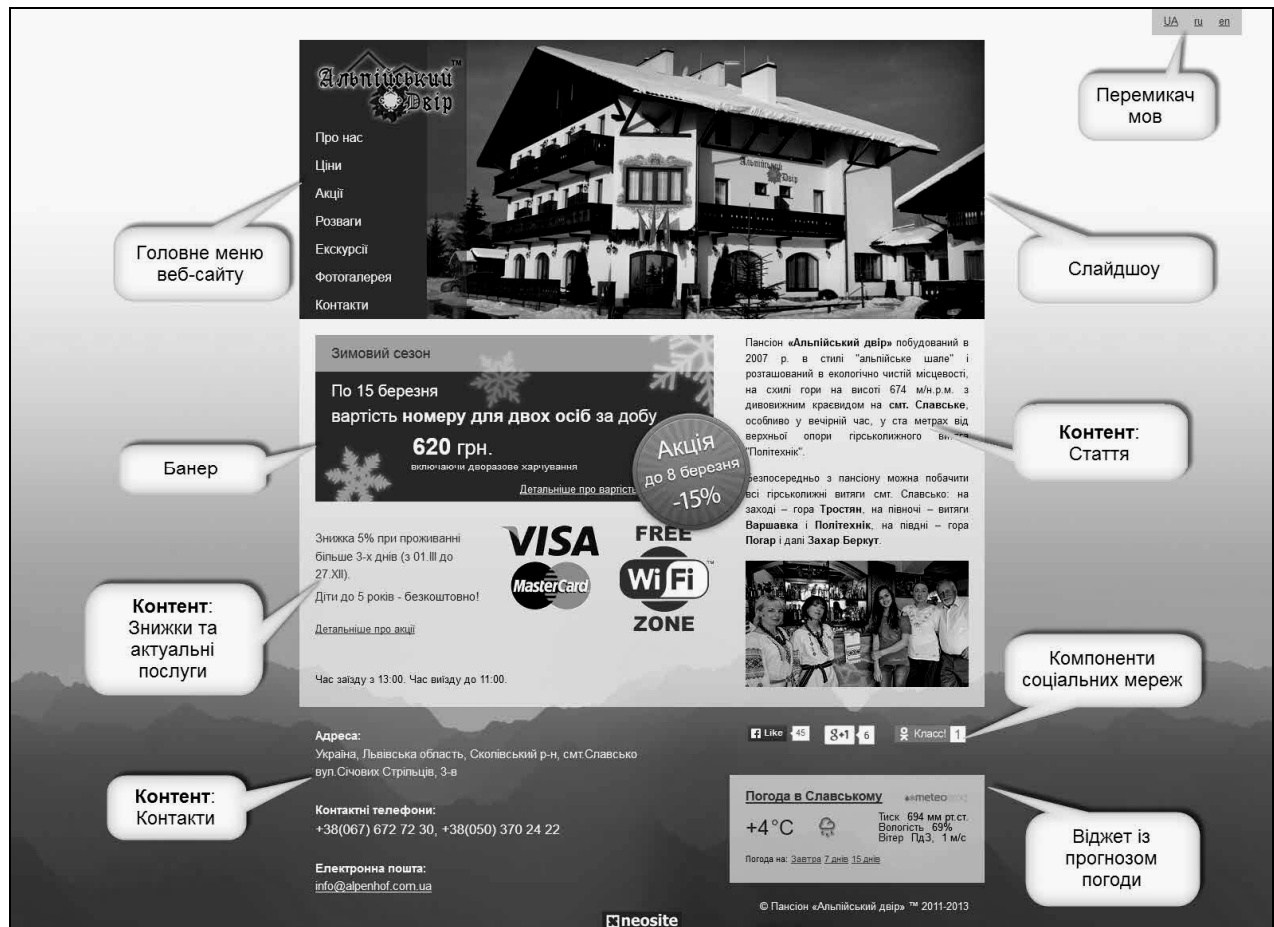 UA ru en
Перемикач
мов
Альпійський™
Двір
Про нас
Ціни
Акції
Розваги
Екскурсії
Фотогалерея
Контакти
Головне меню
веб-сайту
Альпійський
Двір
Слайдшоу
Зимовий сезон
По 15 березня
вартість номеру для двох осіб за добу
620 грн.
включаючи дворазове харчування
Детальніше про вартість
Акція
до 8 березня
-15%
Банер
Пансіон «Альпійський двір» побудований в
2007 р. в стилі "альпійське шале" і
розташований в екологічно чистій місцевості,
на схилі гори на висоті 674 м/н.р.м. з
дивовижним краєвидом на смт. Славське,
особливо у вечірній час, у ста метрах від
верхньої опори гірськолижного витяга
"Політехнік".
Безпосередньо з пансіону можна побачити
всі гірськолижні витяги смт. Славсько: на
заході – гора Тростян, на півночі – витяги
Варшавка і Політехнік, на півдні – гора
Погар і далі Захар Беркут.
Контент:
Стаття
Знижка 5% при проживанні
більше 3-х днів (з 01.III до
27.XII).
Діти до 5 років - безкоштовно!
Детальніше про акції
VISA
MasterCard
FREE
Wi Fi™
ZONE
Контент:
Знижки та
актуальні
послуги
Час заїзду з 13:00. Час виїзду до 11:00.
Компоненти
соціальних мереж
Адреса:
Україна, Львівська область, Сколівський р-н, смт.Славсько
вул.Січових Стрільців, 3-в
Контактні телефони:
+38(067) 672 72 30, +38(050) 370 24 22
Електронна пошта:
info@alpenhof.com.ua
Контент:
Контакти
Like 45 g+1 6 Класс! 1
Погода в Славському meteo
+4°C
Тиск 694 мм рт.ст.
Вологість 69%
Вітер ПдЗ, 1 м/с
Погода на: Завтра 7 днів 15 днів
Віджет із
прогнозом
погоди
© Пансіон «Альпійський двір» ™ 2011-2013
neosite